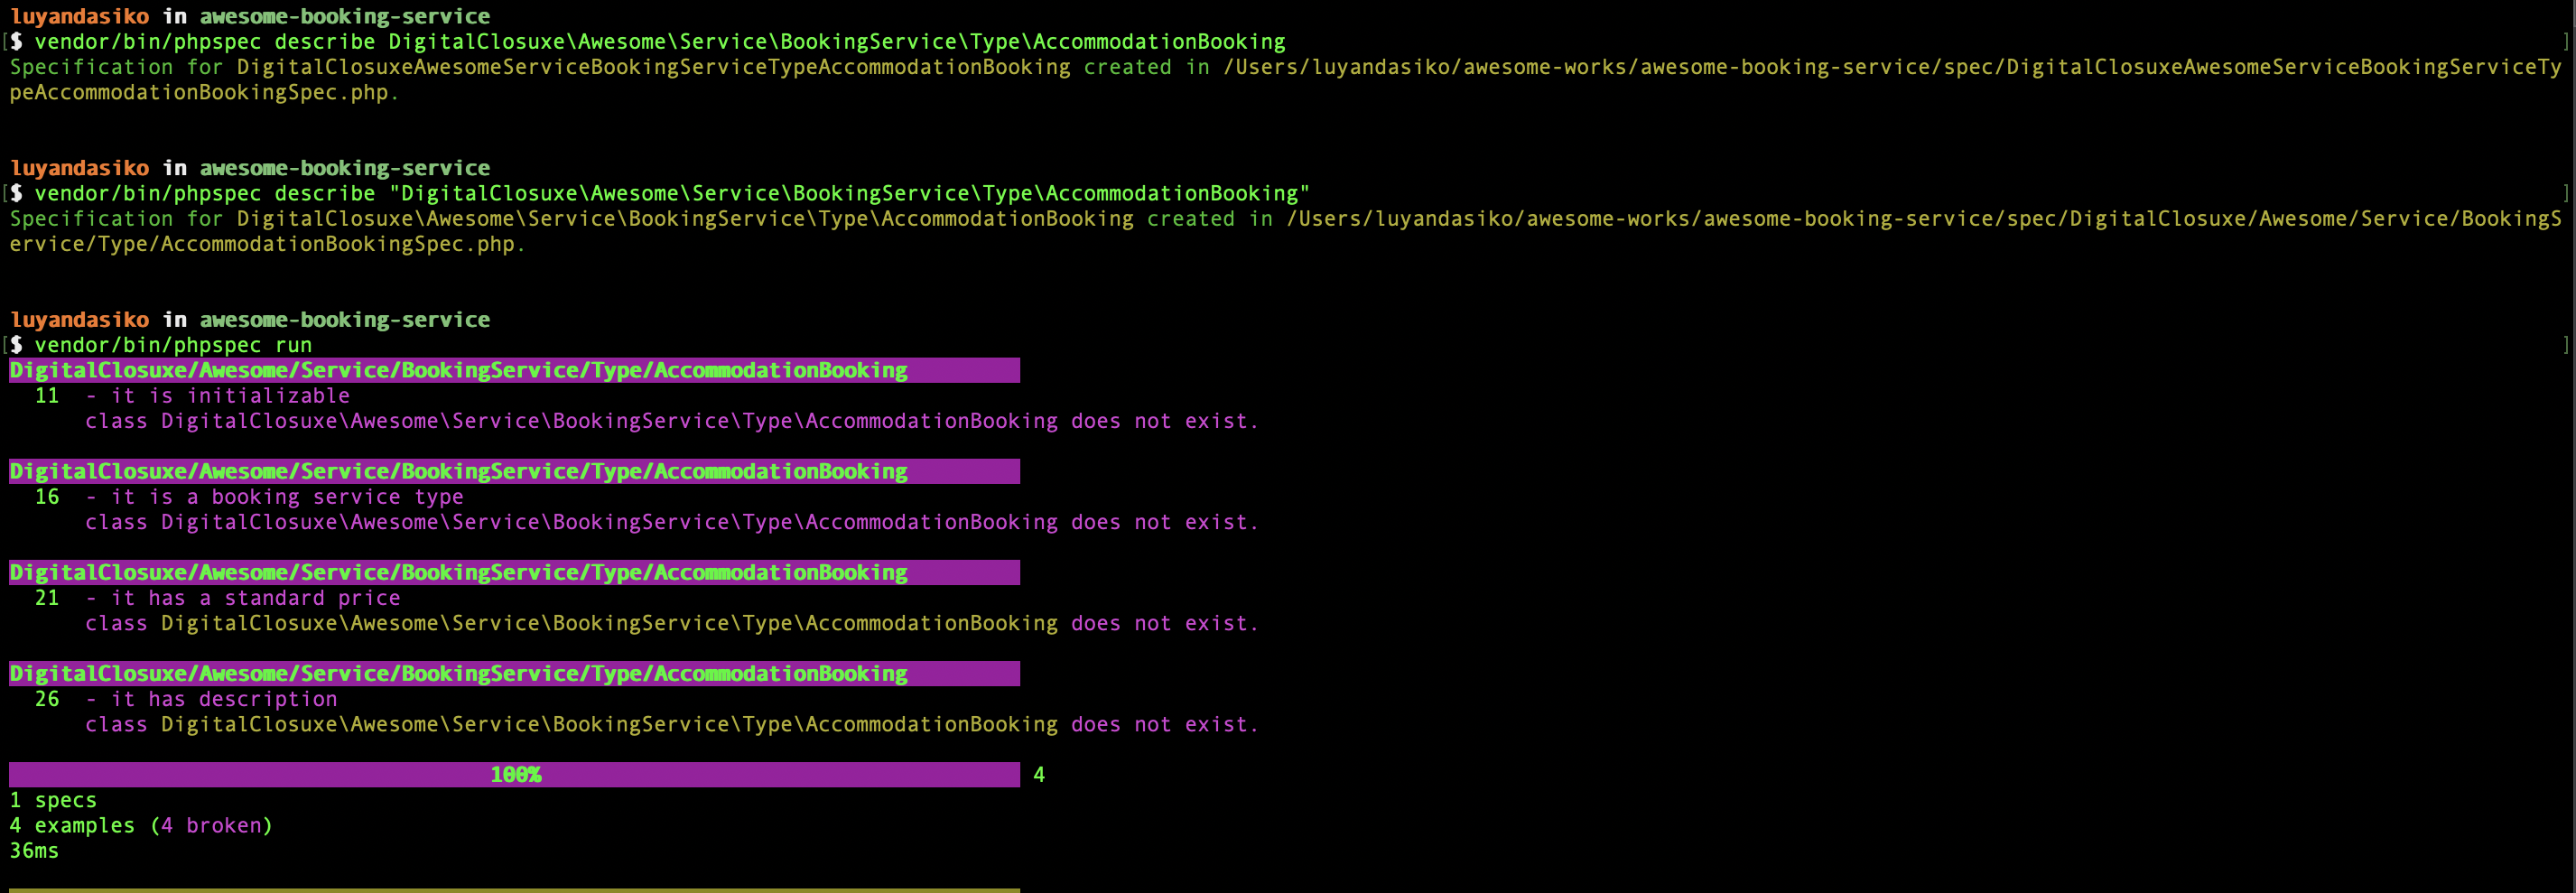 luyandasiko in awesome-booking-service
[$ vendor/bin/phpspec describe DigitalClosuxe\Awesome\Service\BookingService\Type\AccommodationBooking ]
Specification for DigitalClosuxeAwesomeServiceBookingServiceTypeAccommodationBooking created in /Users/luyandasiko/awesome-works/awesome-booking-service/spec/DigitalClosuxeAwesomeServiceBookingServiceTy
peAccommodationBookingSpec.php.
luyandasiko in awesome-booking-service
[$ vendor/bin/phpspec describe "DigitalClosuxe\Awesome\Service\BookingService\Type\AccommodationBooking" ]
Specification for DigitalClosuxe\Awesome\Service\BookingService\Type\AccommodationBooking created in /Users/luyandasiko/awesome-works/awesome-booking-service/spec/DigitalClosuxe/Awesome/Service/BookingS
ervice/Type/AccommodationBookingSpec.php.
luyandasiko in awesome-booking-service
[$ vendor/bin/phpspec run ]
DigitalClosuxe/Awesome/Service/BookingService/Type/AccommodationBooking
11 - it is initializable
class DigitalClosuxe\Awesome\Service\BookingService\Type\AccommodationBooking does not exist.
DigitalClosuxe/Awesome/Service/BookingService/Type/AccommodationBooking
16 - it is a booking service type
class DigitalClosuxe\Awesome\Service\BookingService\Type\AccommodationBooking does not exist.
DigitalClosuxe/Awesome/Service/BookingService/Type/AccommodationBooking
21 - it has a standard price
class DigitalClosuxe\Awesome\Service\BookingService\Type\AccommodationBooking does not exist.
DigitalClosuxe/Awesome/Service/BookingService/Type/AccommodationBooking
26 - it has description
class DigitalClosuxe\Awesome\Service\BookingService\Type\AccommodationBooking does not exist.
100% 4
1 specs
4 examples (4 broken)
36ms